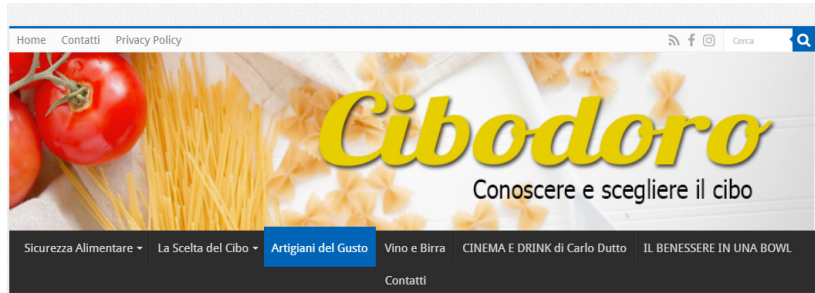 Home Contatti Privacy Policy Cerca
Cibodoro
Conoscere e scegliere il cibo
Sicurezza Alimentare La Scelta del Cibo Artigiani del Gusto Vino e Birra CINEMA E DRINK di Carlo Dutto IL BENESSERE IN UNA BOWL
Contatti